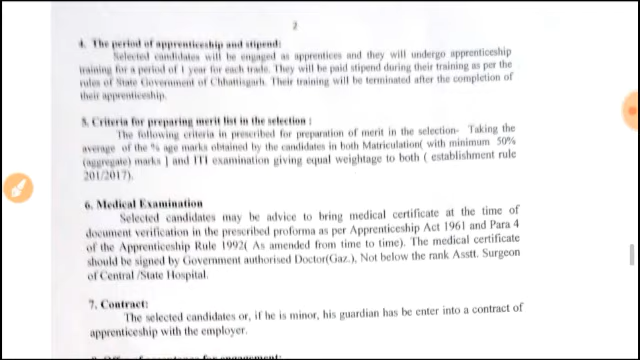 2
4. The period of apprenticeship and stipend:
Selected candidates will be engaged as apprentices and they will undergo apprenticeship
training for a period of 1 year for each trade. They will be paid stipend during their training as per the
rules of State Government of Chhattisgarh. Their training will be terminated after the completion of
their apprenticeship.
5. Criteria for preparing merit list in the selection :
The following criteria in prescribed for preparation of merit in the selection- Taking the
average of the % age marks obtained by the candidates in both Matriculation( with minimum 50%
(aggregate) marks ] and ITI examination giving equal weightage to both ( establishment rule
201/2017).
6. Medical Examination
Selected candidates may be advice to bring medical certificate at the time of
document verification in the prescribed proforma as per Apprenticeship Act 1961 and Para 4
of the Apprenticeship Rule 1992( As amended from time to time). The medical certificate
should be signed by Government authorised Doctor(Gaz.), Not below the rank Asstt. Surgeon
of Central /State Hospital.
7. Contract:
The selected candidates or, if he is minor, his guardian has be enter into a contract of
apprenticeship with the employer.